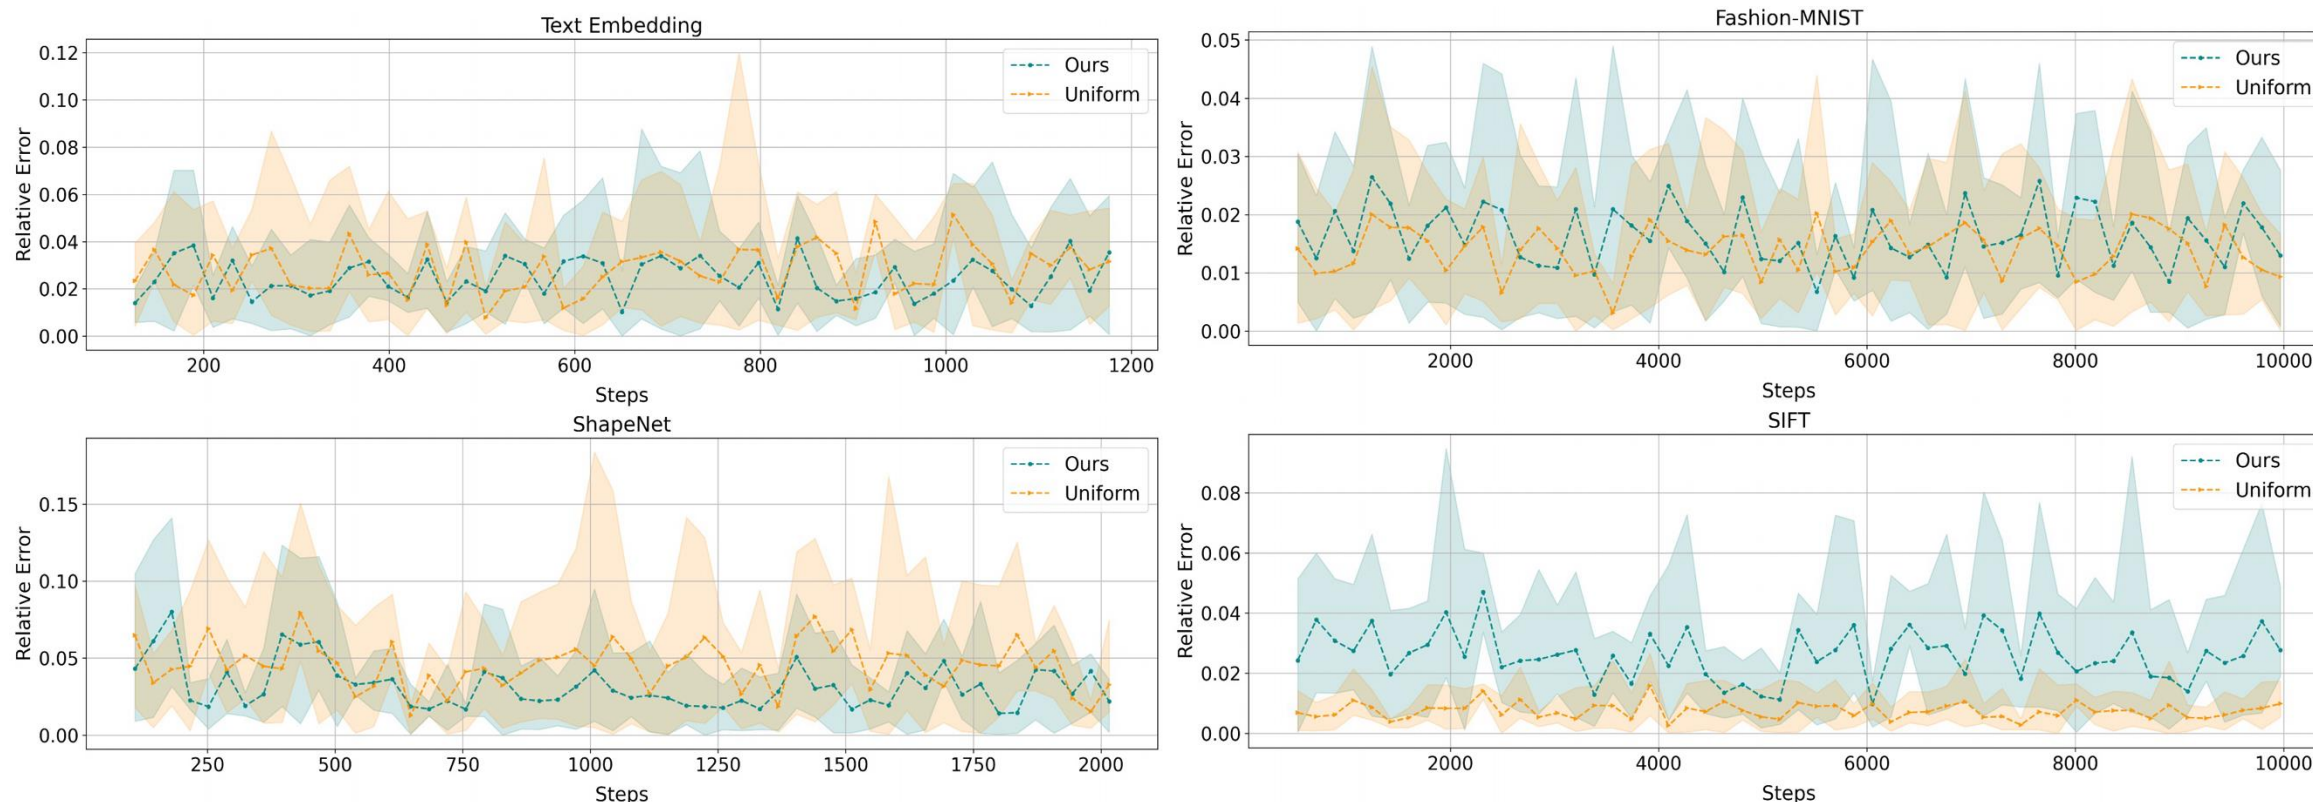 Text Embedding
0.12
0.10
0.08
0.06
0.04
0.02
0.00
Relative Error
Ours
Uniform
200
400
600
800
1000
1200
Steps
Fashion-MNIST
0.05
0.04
0.03
0.02
0.01
0.00
Relative Error
Ours
Uniform
2000
4000
6000
8000
10000
Steps
ShapeNet
0.15
0.10
0.05
0.00
Relative Error
Ours
Uniform
250
500
750
1000
1250
1500
1750
2000
Steps
SIFT
0.08
0.06
0.04
0.02
0.00
Relative Error
Ours
Uniform
2000
4000
6000
8000
10000
Steps